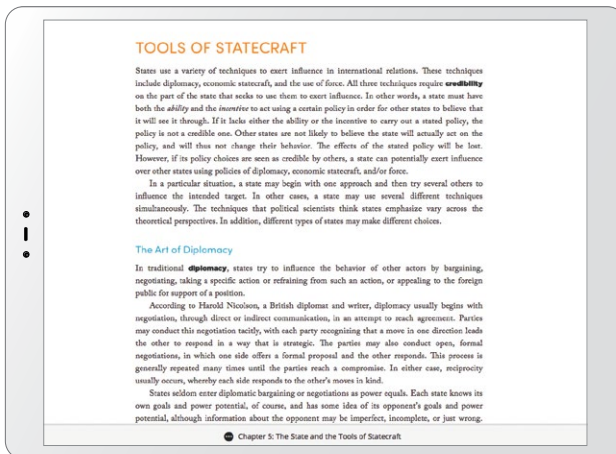 TOOLS OF STATECRAFT
States use a variety of techniques to exert influence in international relations. These techniques
include diplomacy, economic statecraft, and the use of force. All three techniques require credibility
on the part of the state that seeks to use them to exert influence. In other words, a state must have
both the ability and the incentive to act using a certain policy in order for other states to believe that
it will see it through. If it lacks either the ability or the incentive to carry out a stated policy, the
policy is not a credible one. Other states are not likely to believe the state will actually act on the
policy, and will thus not change their behavior. The effects of the stated policy will be lost.
However, if its policy choices are seen as credible by others, a state can potentially exert influence
over other states using policies of diplomacy, economic statecraft, and/or force.
In a particular situation, a state may begin with one approach and then try several others to
influence the intended target. In other cases, a state may use several different techniques
simultaneously. The techniques that political scientists think states emphasize vary across the
theoretical perspectives. In addition, different types of states may make different choices.
The Art of Diplomacy
In traditional diplomacy, states try to influence the behavior of other actors by bargaining,
negotiating, taking a specific action or refraining from such an action, or appealing to the foreign
public for support of a position.
According to Harold Nicolson, a British diplomat and writer, diplomacy usually begins with
negotiation, through direct or indirect communication, in an attempt to reach agreement. Parties
may conduct this negotiation tacitly, with each party recognizing that a move in one direction leads
the other to respond in a way that is strategic. The parties may also conduct open, formal
negotiations, in which one side offers a formal proposal and the other responds. This process is
generally repeated many times until the parties reach a compromise. In either case, reciprocity
usually occurs, whereby each side responds to the other's moves in kind.
States seldom enter diplomatic bargaining or negotiations as power equals. Each state knows its
own goals and power potential, of course, and has some idea of its opponent's goals and power
potential, although information about the opponent may be imperfect, incomplete, or just wrong.
Chapter 5: The State and the Tools of Statecraft